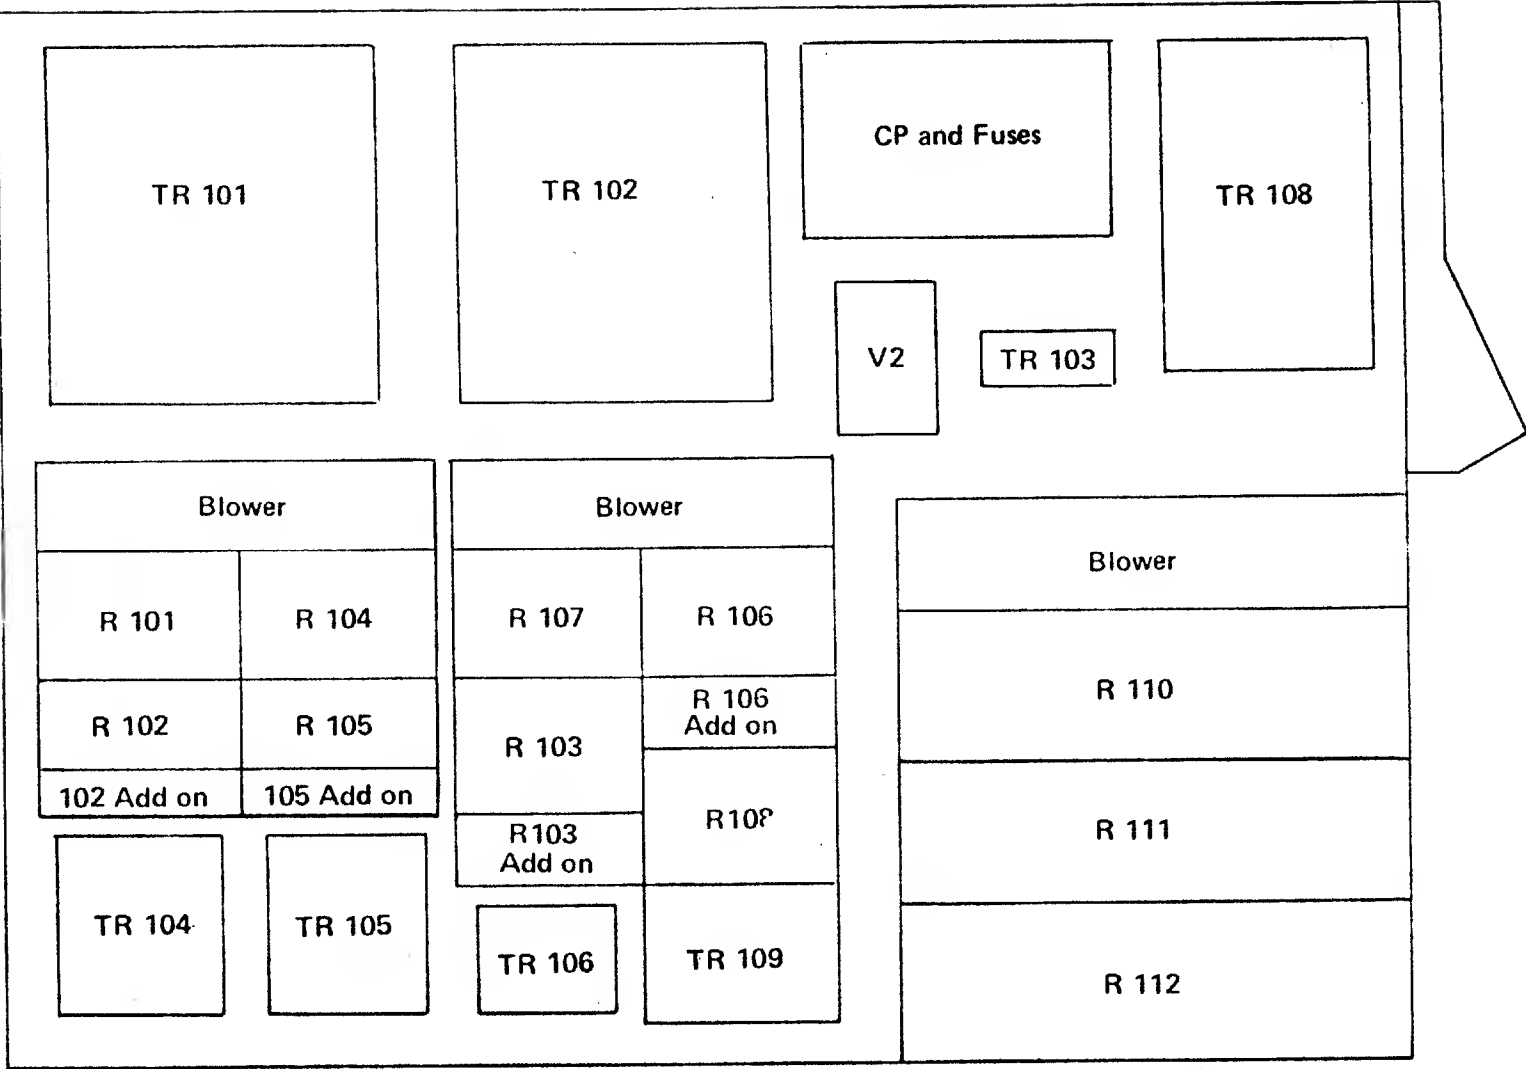 TR 101
TR 102
CP and Fuses
TR 108
V2
TR 103
Blower
R 101
R 104
R 102
R 105
102 Add on
105 Add on
TR 104
TR 105
Blower
R 107
R 106
R 106
Add on
R 103
R108
R103
Add on
TR 106
TR 109
Blower
R 110
R 111
R 112